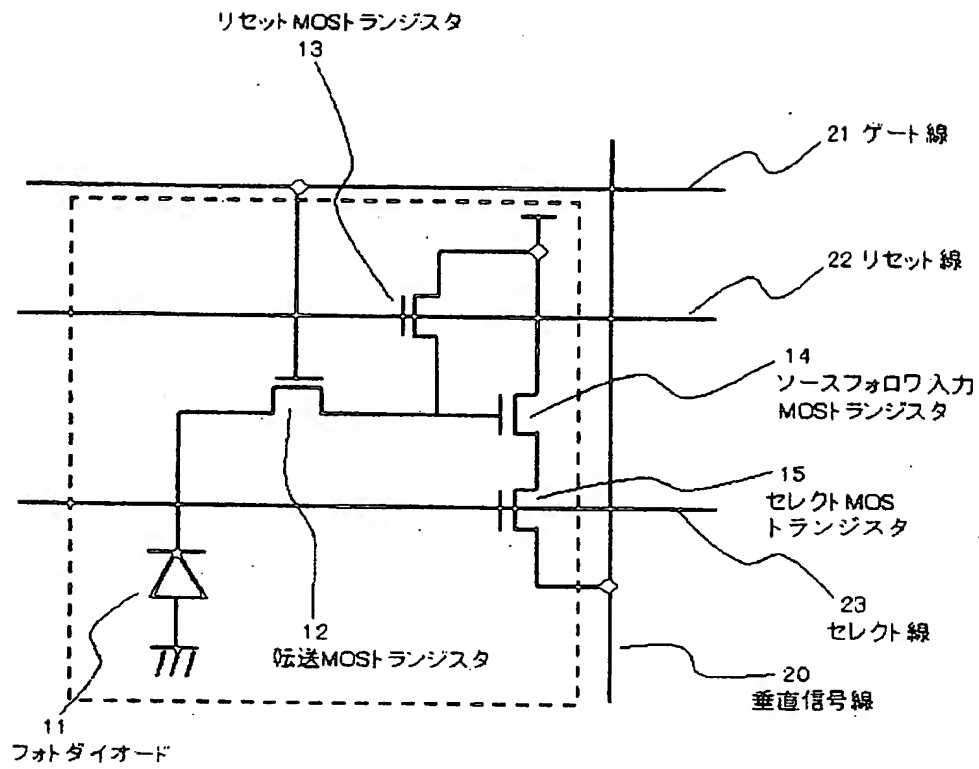 リセットMOSトランジスタ
13
21 ゲート線
22 リセット線
14
ソースフォロワ入力
MOSトランジスタ
15
セレクトMOS
トランジスタ
23
セレクト線
12
転送MOSトランジスタ
20
垂直信号線
11
フォトダイオード